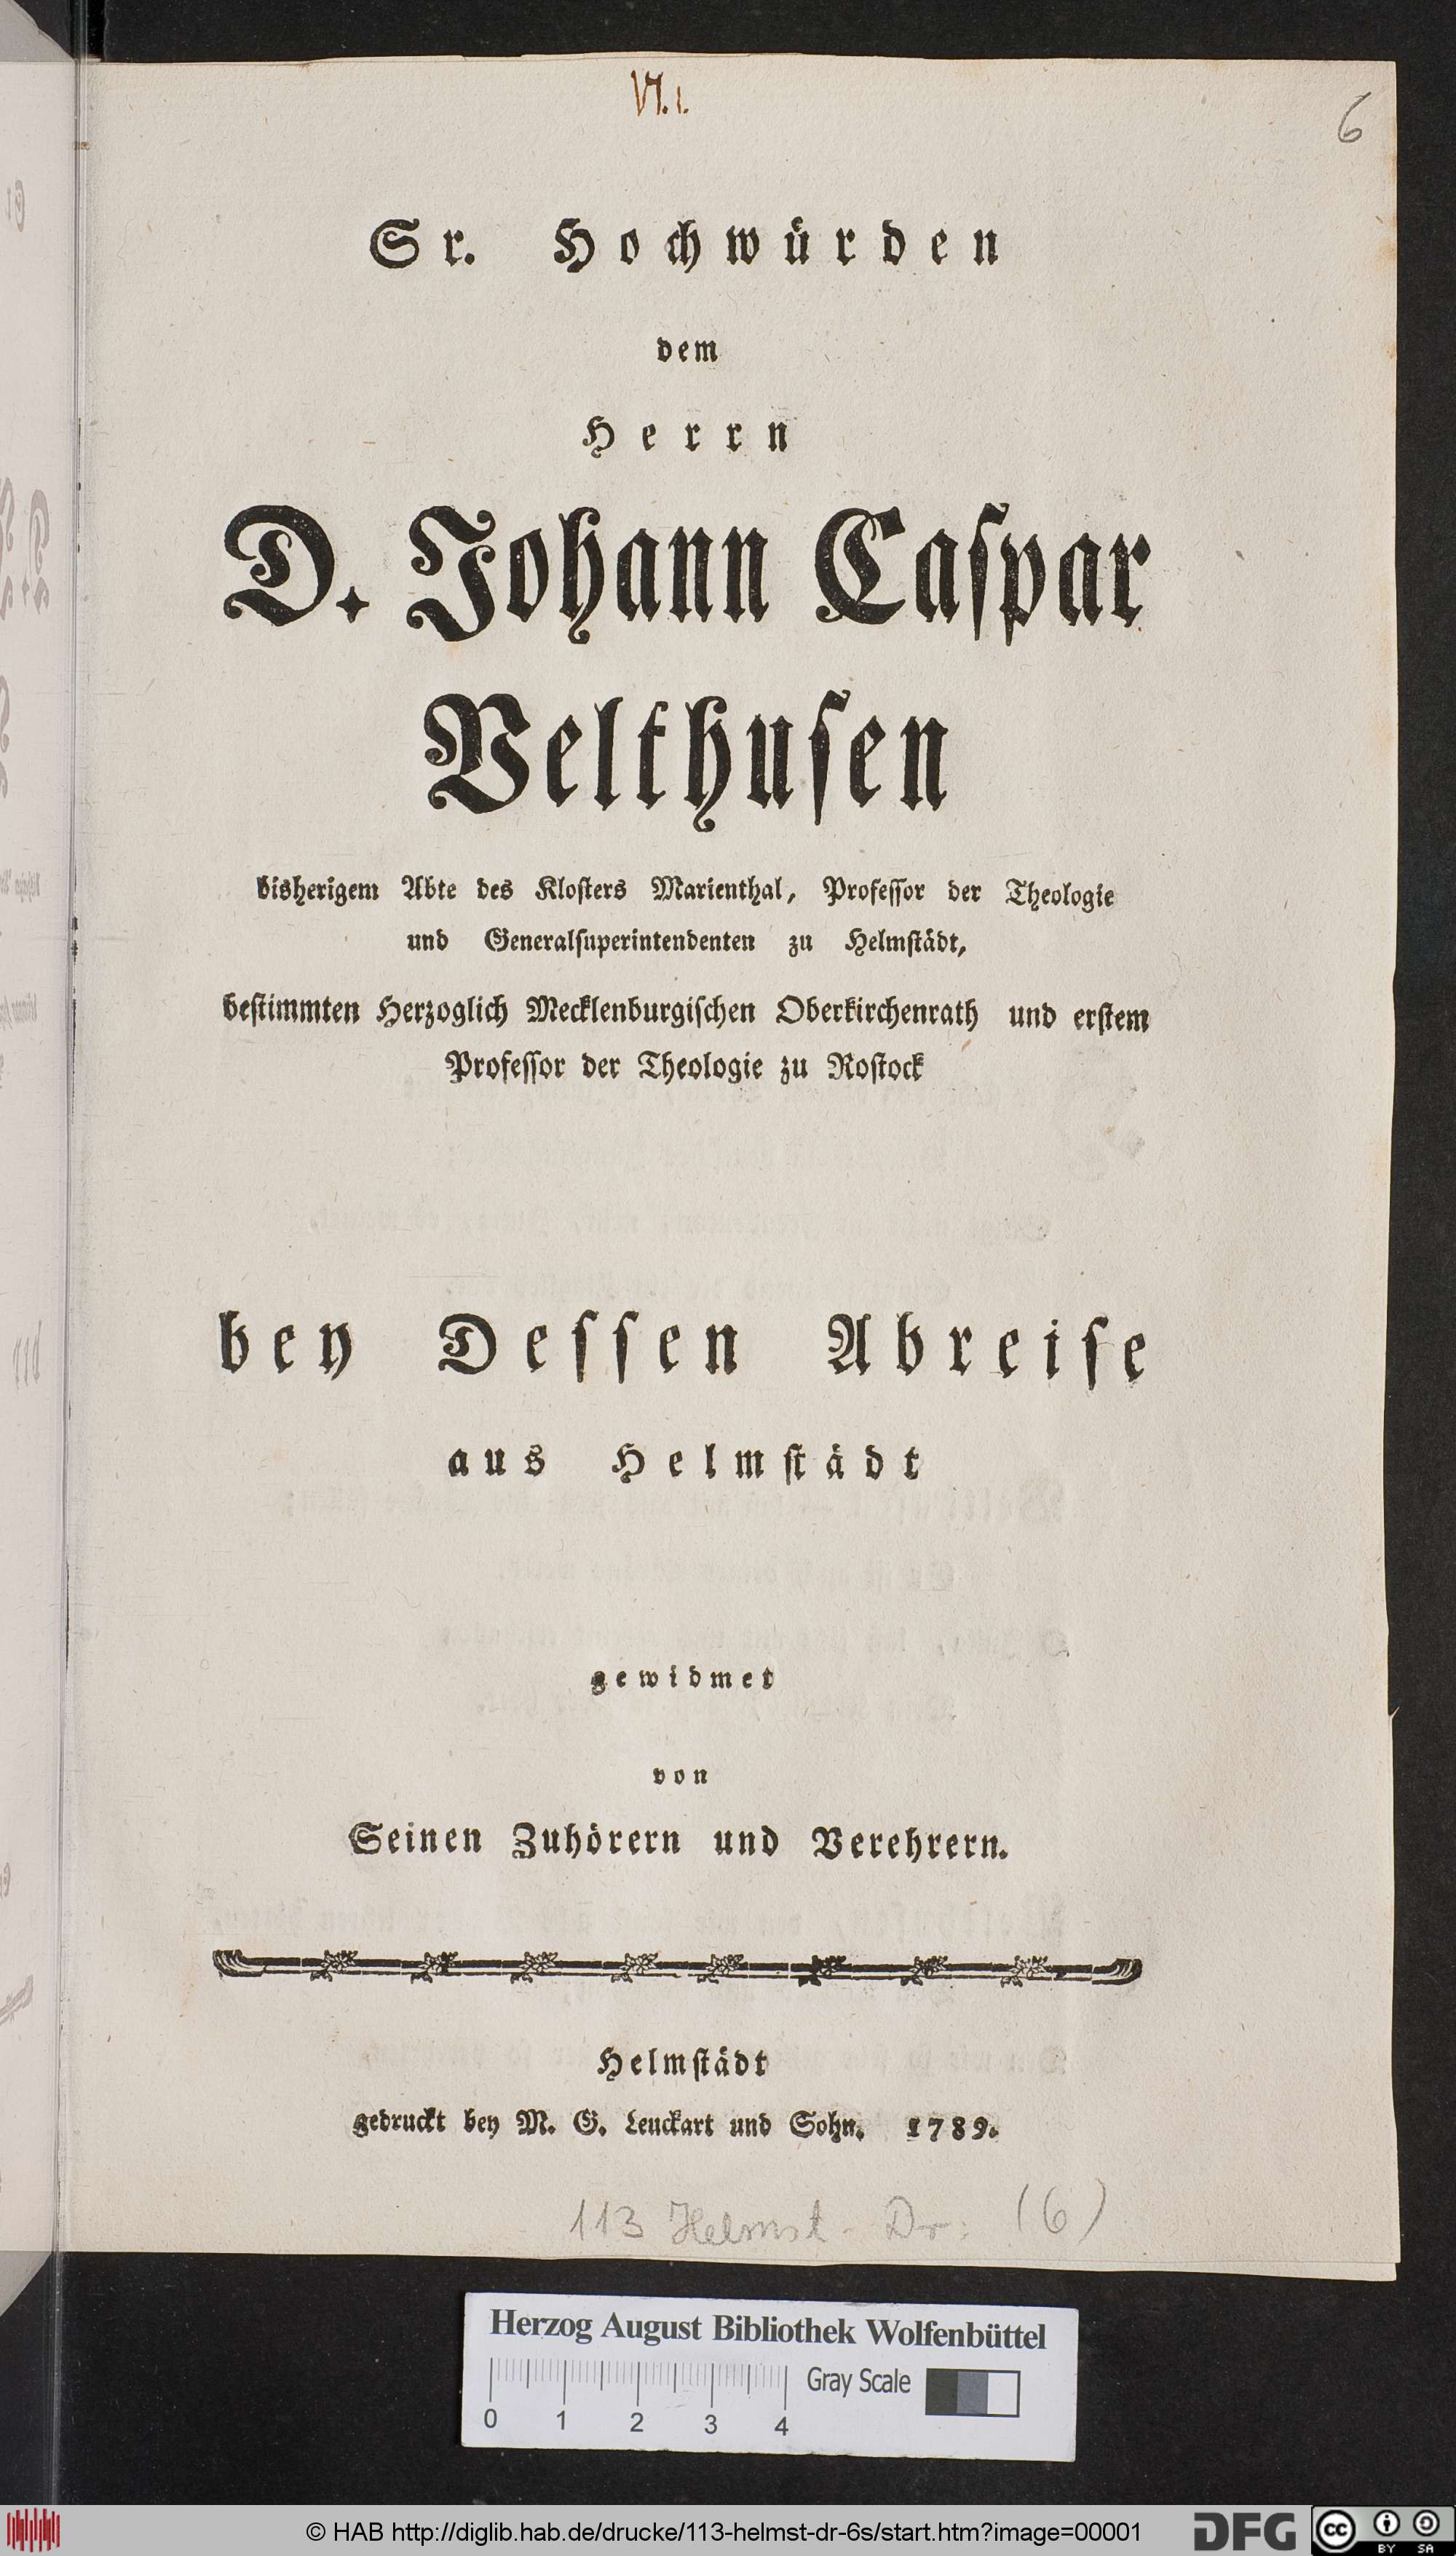 VI.1.
6
Sr. Hochwürden
dem
Herrn
D. Johann Caſpar
Velthuſen
bisherigem Abte des Kloſters Marienthal, Profeſſor der Theologie
und Generalſuperintendenten zu Helmſtädt,
beſtimmten Herzoglich Mecklenburgiſchen Oberkirchenrath und erſtem
Profeſſor der Theologie zu Roſtock
bey Deſſen Abreiſe
aus Helmſtädt
gewidmet
von
Seinen Zuhörern und Verehrern.
Helmſtädt
gedruckt bey M. G. Leuckart und Sohn. 1789.
113 Helmst. Dr. (6)
Herzog August Bibliothek Wolfenbüttel
Gray Scale
0 1 2 3 4
© HAB http://diglib.hab.de/drucke/113-helmst-dr-6s/start.htm?image=00001
DFG
cc BY SA